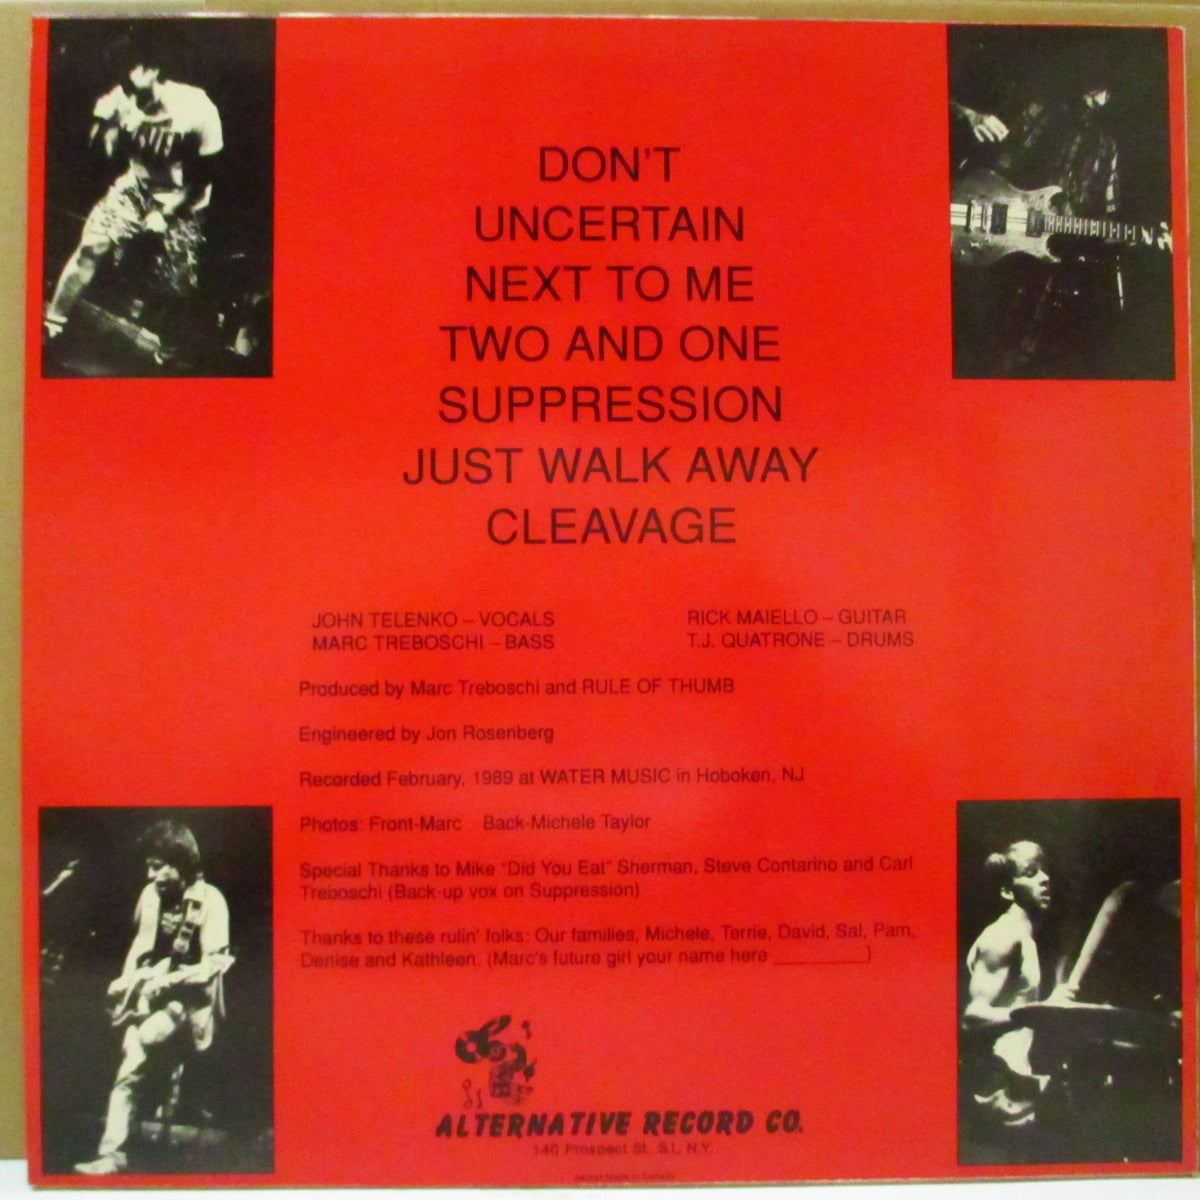 DON'T
UNCERTAIN
NEXT TO ME
TWO AND ONE
SUPPRESSION
JUST WALK AWAY
CLEAVAGE
JOHN TELENKO – VOCALS
MARC TREBOSCHI – BASS
RICK MAIELLO – GUITAR
T.J. QUATRONE – DRUMS
Produced by Marc Treboschi and RULE OF THUMB
Engineered by Jon Rosenberg
Recorded February, 1989 at WATER MUSIC in Hoboken, NJ
Photos: Front-Marc Back-Michele Taylor
Special Thanks to Mike "Did You Eat" Sherman, Steve Contarino and Carl
Treboschi (Back-up vox on Suppression)
Thanks to these rulin' folks: Our families, Michele, Terrie, David, Sal, Pam,
Denise and Kathleen. (Marc's future girl your name here __________)
ALTERNATIVE RECORD CO.
140 Prospect St., S.I., N.Y.
Made in Canada